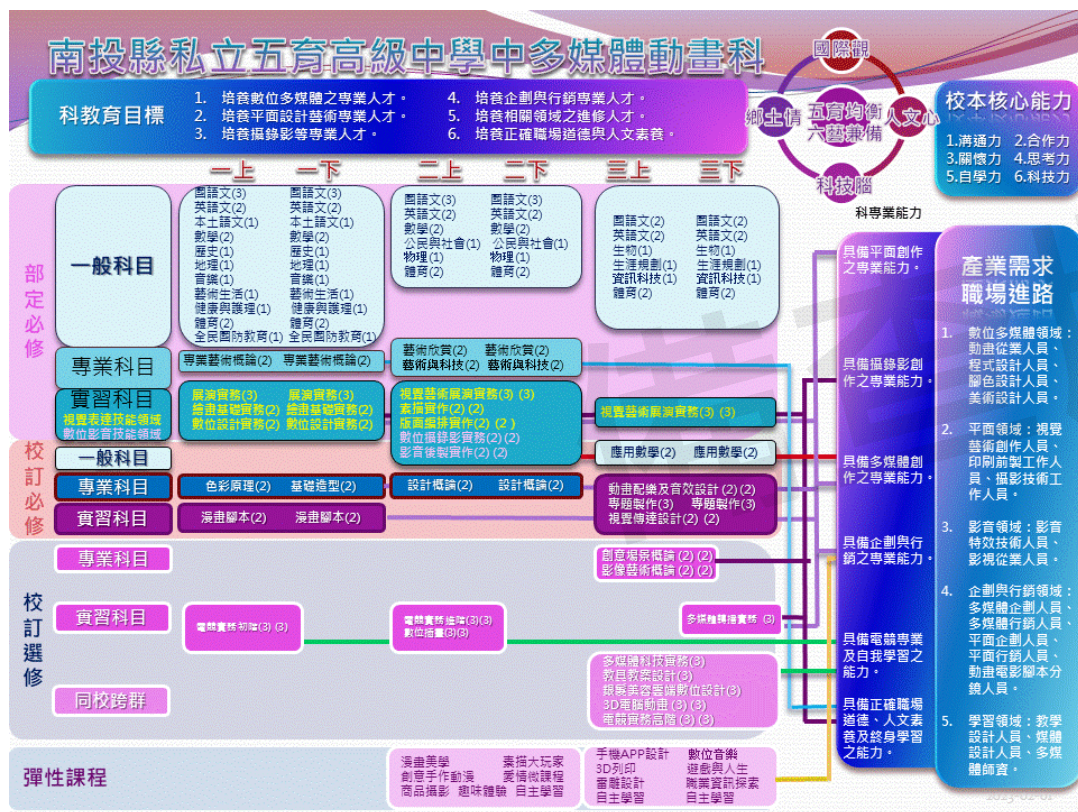 南投縣私立五育高級中學中多媒體動畫科
科教育目標
1. 培養數位多媒體之專業人才。
2. 培養平面設計藝術專業人才。
3. 培養攝錄影等專業人才。
4. 培養企劃與行銷專業人才。
5. 培養相關領域之進修人才。
6. 培養正確職場道德與人文素養。
國際觀
鄉土情
五育均衡
六藝兼備
人文心
科技腦
校本核心能力
1.溝通力 2.合作力
3.關懷力 4.思考力
5.自學力 6.科技力
一上 一下 二上 二下 三上 三下
科專業能力
部定必修
一般科目
國語文(3) 國語文(3)
英語文(2) 英語文(2)
本土語文(1) 本土語文(1)
數學(2) 數學(2)
歷史(1) 歷史(1)
地理(1) 地理(1)
音樂(1) 音樂(1)
藝術生活(1) 藝術生活(1)
健康與護理(1) 健康與護理(1)
體育(2) 體育(2)
全民國防教育(1) 全民國防教育(1)
國語文(3) 國語文(3)
英語文(2) 英語文(2)
數學(2) 數學(2)
公民與社會(1) 公民與社會(1)
物理(1) 物理(1)
體育(2) 體育(2)
國語文(2) 國語文(2)
英語文(2) 英語文(2)
生物(1) 生物(1)
生涯規劃(1) 生涯規劃(1)
資訊科技(1) 資訊科技(1)
體育(2) 體育(2)
專業科目
專業藝術概論(2) 專業藝術概論(2)
藝術欣賞(2) 藝術欣賞(2)
藝術與科技(2) 藝術與科技(2)
實習科目
視覺表達技能領域
數位影音技能領域
展演實務(3) 展演實務(3)
繪畫基礎實務(2) 繪畫基礎實務(2)
數位設計實務(2) 數位設計實務(2)
視覺藝術展演實務(3) (3)
素描實作(2) (2)
版面編排實作(2) (2)
數位攝錄影實務(2) (2)
影音後製實作(2) (2)
視覺藝術展演實務(3) (3)
校訂必修
一般科目
應用數學(2) 應用數學(2)
專業科目
色彩原理(2) 基礎造型(2)
設計概論(2) 設計概論(2)
實習科目
漫畫腳本(2) 漫畫腳本(2)
動畫配樂及音效設計(2) (2)
專題製作(3) 專題製作(3)
視覺傳達設計(2) (2)
校訂選修
專業科目
創意場景概論(2) (2)
影像藝術概論(2) (2)
實習科目
電競實務初階(3) (3)
電競實務進階(3)(3)
數位插畫(3)(3)
多媒體轉播實務 (3)
同校跨群
多媒體科技實務(3)
教具教案設計(3)
銀髮美容雲端數位設計(3)
3D電腦動畫(3) (3)
電競實務高階(3) (3)
彈性課程
漫畫美學 素描大玩家
創意手作動漫 愛情微課程
商品攝影 趣味體驗 自主學習
手機APP設計 數位音樂
3D列印 遊戲與人生
雷雕設計 職業資訊探索
自主學習 自主學習
具備平面創作之專業能力。
具備攝錄影創作之專業能力。
具備多媒體創作之專業能力。
具備企劃與行銷之專業能力。
具備電競專業及自我學習之能力。
具備正確職場道德、人文素養及終身學習之能力。
產業需求
職場進路
1. 數位多媒體領域：
動畫從業人員、
程式設計人員、
腳色設計人員、
美術設計人員。
2. 平面領域：視覺
藝術創作人員、
印刷前製工作人
員、攝影技術工
作人員。
3. 影音領域：影音
特效技術人員、
影視從業人員。
4. 企劃與行銷領域：
多媒體企劃人員、
多媒體行銷人員、
平面企劃人員、
平面行銷人員、
動畫電影腳本分
鏡人員。
5. 學習領域：教學
設計人員、媒體
設計人員、多媒
體師資。